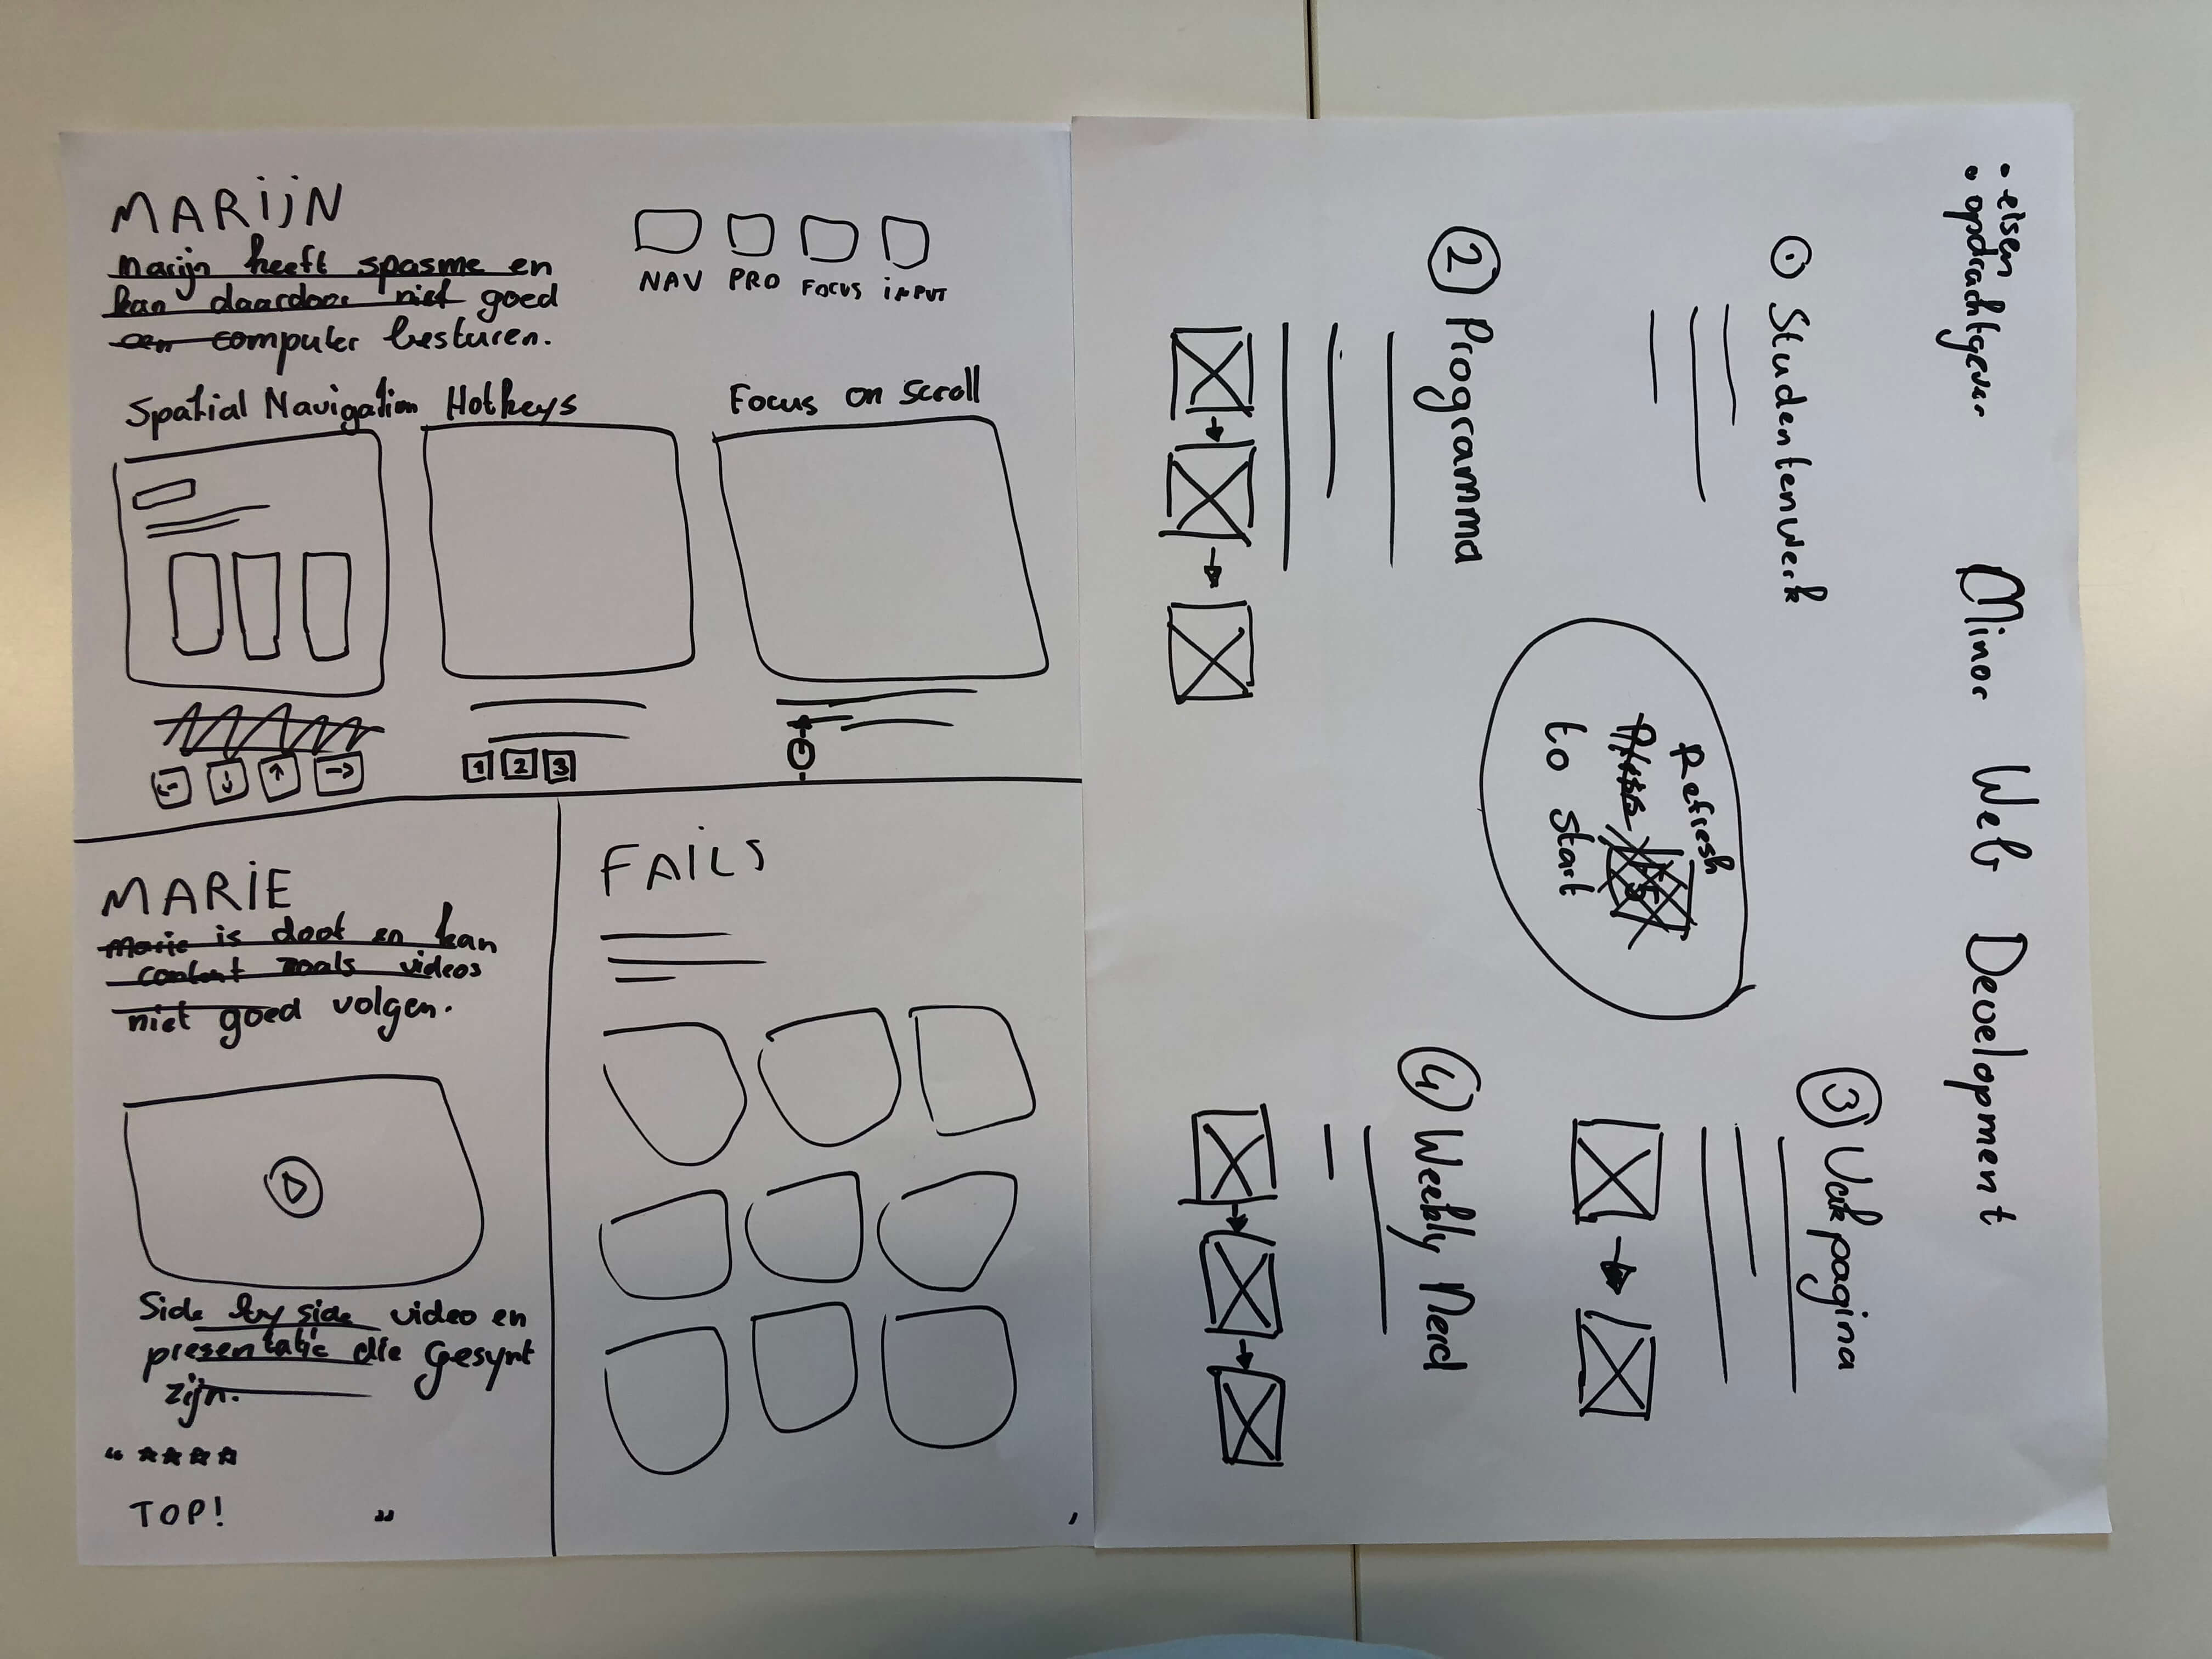 MARIJN
Marijn heeft spasme en
kan daardoor niet goed
een computer besturen.
NAV PRO FOCUS INPUT
Spatial Navigation
Hotkeys
Focus on scroll
← ↓ ↑ →
1 2 3
MARIE
Marie is doof en kan
content zoals videos
niet goed volgen.
Side by side video en
presentatie die Gesynt
zijn.
“ ★★★★
TOP! ”
FAILS
Minor Web Development
• eisen
• opdrachtgever
1 Studentenwerk
2 Programma
Refresh
to start
3 Vakpagina
4 Weekly Nerd